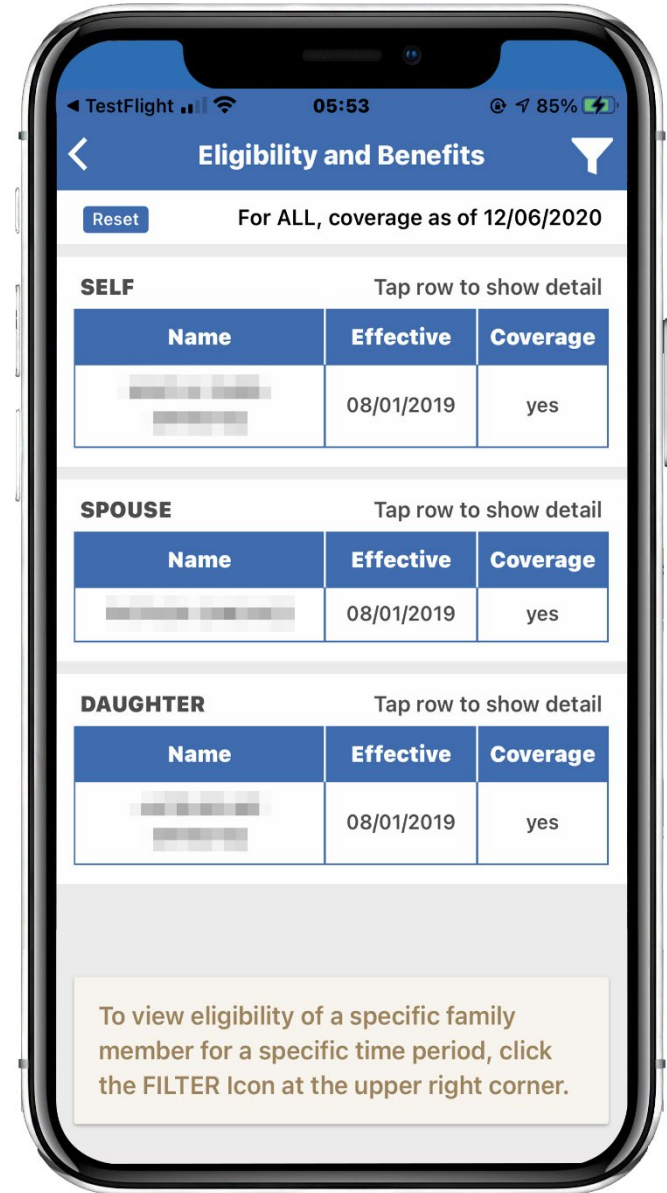 TestFlight 05:53 85%
Eligibility and Benefits
Reset For ALL, coverage as of 12/06/2020
SELF Tap row to show detail
Name Effective Coverage
08/01/2019 yes
SPOUSE Tap row to show detail
Name Effective Coverage
08/01/2019 yes
DAUGHTER Tap row to show detail
Name Effective Coverage
08/01/2019 yes
To view eligibility of a specific family
member for a specific time period, click
the FILTER Icon at the upper right corner.